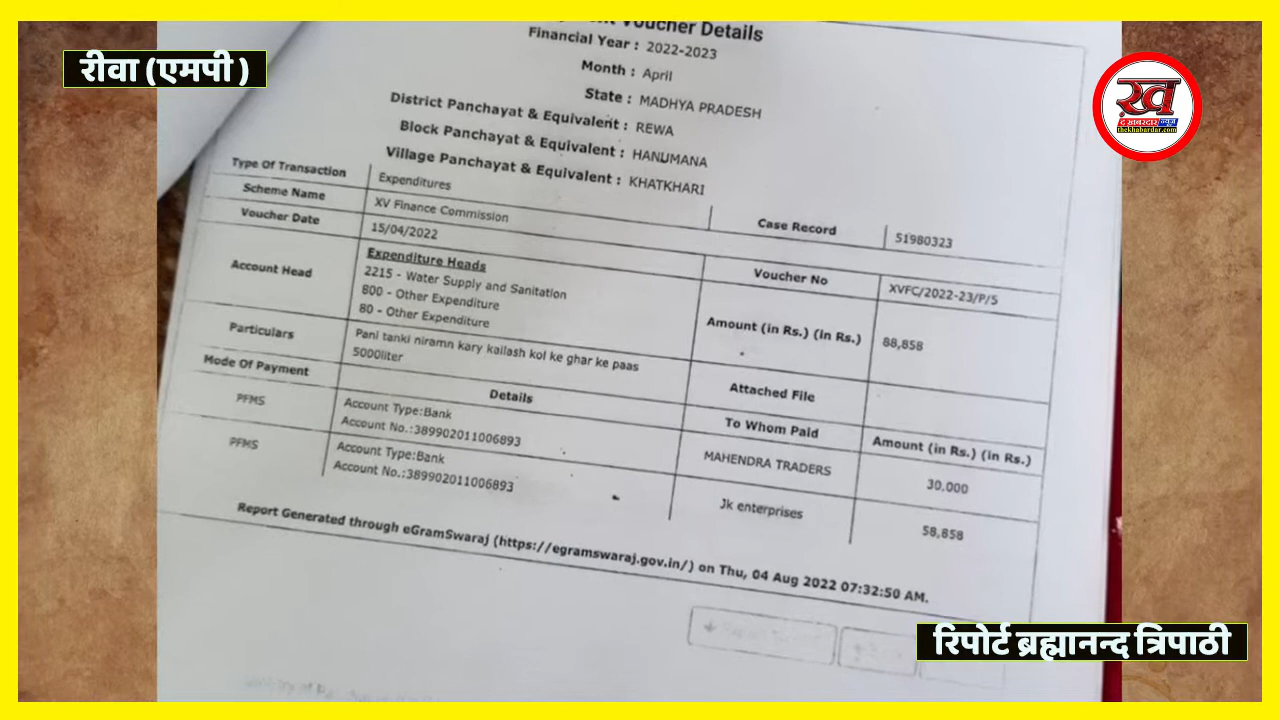 रीवा (एमपी )
ख
द खबरदार न्यूज
thekhabardar.com
Voucher Details
Financial Year : 2022-2023
Month : April
State : MADHYA PRADESH
District Panchayat & Equivalent : REWA
Block Panchayat & Equivalent : HANUMANA
Village Panchayat & Equivalent : KHATKHARI
Type Of Transaction Expenditures
Scheme Name XV Finance Commission Case Record 51980323
Voucher Date 15/04/2022 Voucher No XVFC/2022-23/P/5
Account Head Expenditure Heads
2215 - Water Supply and Sanitation
800 - Other Expenditure
80 - Other Expenditure
Amount (in Rs.) (in Rs.) 88,858
Particulars Pani tanki niramn kary kailash kol ke ghar ke paas
5000liter
Attached File
Mode Of Payment Details To Whom Paid Amount (in Rs.) (in Rs.)
PFMS Account Type:Bank
Account No.:389902011006893 MAHENDRA TRADERS 30,000
PFMS Account Type:Bank
Account No.:389902011006893 Jk enterprises 58,858
Report Generated through eGramSwaraj (https://egramswaraj.gov.in/) on Thu, 04 Aug 2022 07:32:50 AM.
रिपोर्ट ब्रह्मानन्द त्रिपाठी